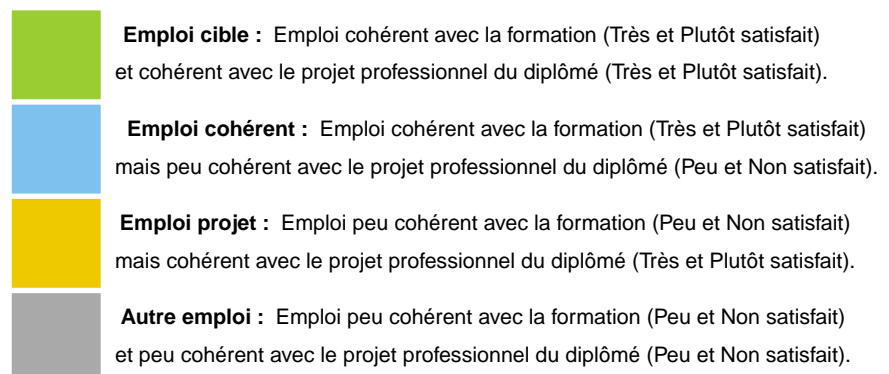 Emploi cible : Emploi cohérent avec la formation (Très et Plutôt satisfait)
et cohérent avec le projet professionnel du diplômé (Très et Plutôt satisfait).
Emploi cohérent : Emploi cohérent avec la formation (Très et Plutôt satisfait)
mais peu cohérent avec le projet professionnel du diplômé (Peu et Non satisfait).
Emploi projet : Emploi peu cohérent avec la formation (Peu et Non satisfait)
mais cohérent avec le projet professionnel du diplômé (Très et Plutôt satisfait).
Autre emploi : Emploi peu cohérent avec la formation (Peu et Non satisfait)
et peu cohérent avec le projet professionnel du diplômé (Peu et Non satisfait).